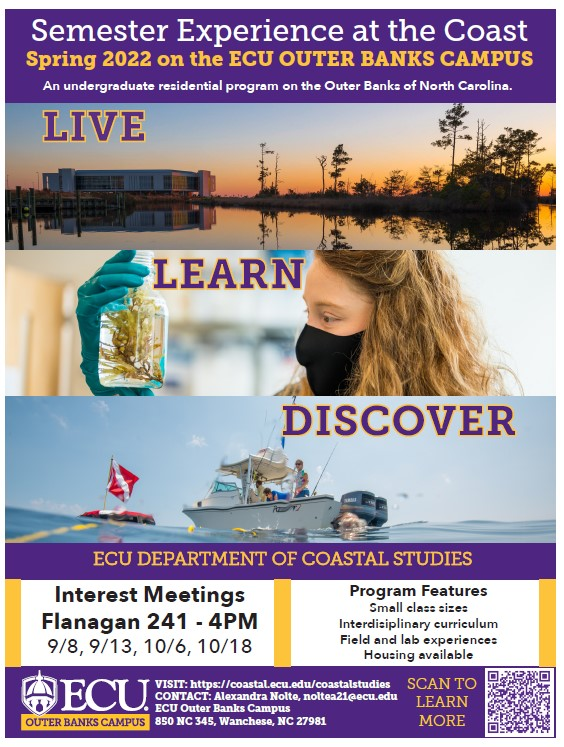 Semester Experience at the Coast
Spring 2022 on the ECU OUTER BANKS CAMPUS
An undergraduate residential program on the Outer Banks of North Carolina.
LIVE
LEARN
DISCOVER
ECU DEPARTMENT OF COASTAL STUDIES
Interest Meetings
Flanagan 241 - 4PM
9/8, 9/13, 10/6, 10/18
Program Features
Small class sizes
Interdisiplinary curriculum
Field and lab experiences
Housing available
ECU.
OUTER BANKS CAMPUS
VISIT: https://coastal.ecu.edu/coastalstudies
CONTACT: Alexandra Nolte, noltea21@ecu.edu
ECU Outer Banks Campus
850 NC 345, Wanchese, NC 27981
SCAN TO
LEARN
MORE